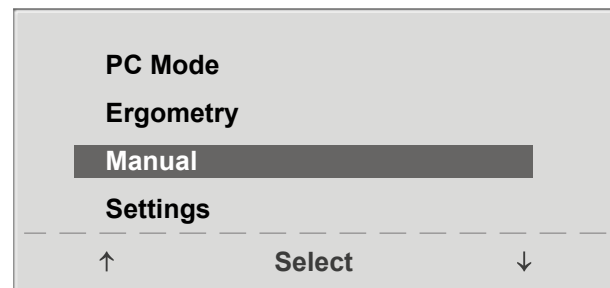 PC Mode
Ergometry
Manual
Settings
↑ Select ↓